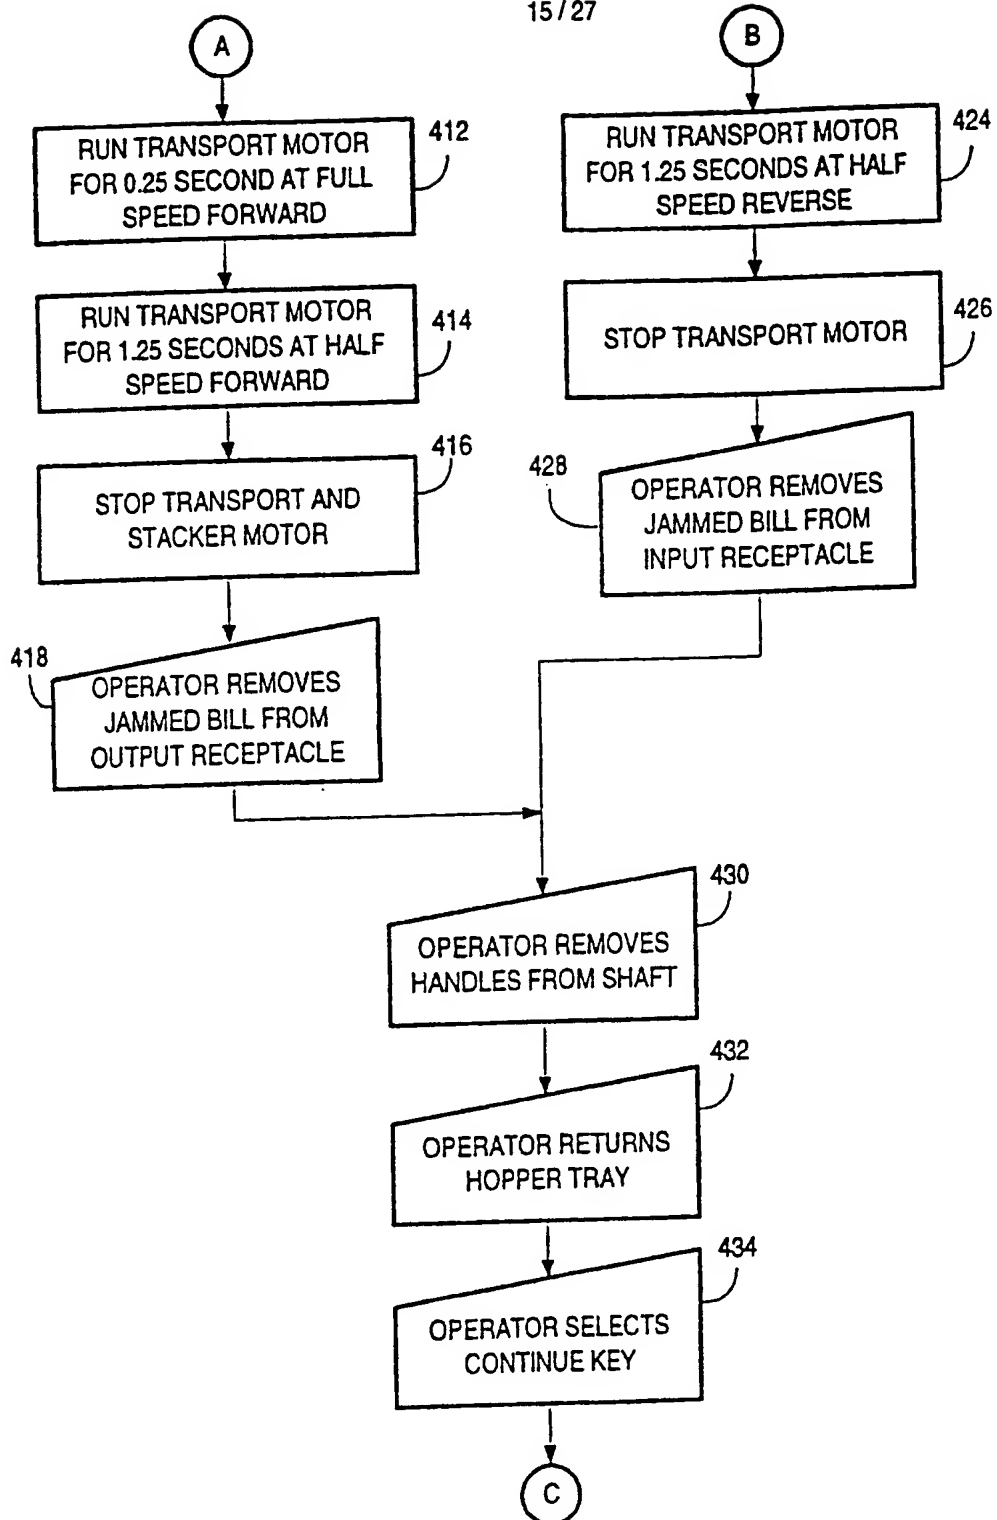 15/27
A
RUN TRANSPORT MOTOR
FOR 0.25 SECOND AT FULL
SPEED FORWARD
412
RUN TRANSPORT MOTOR
FOR 1.25 SECONDS AT HALF
SPEED FORWARD
414
STOP TRANSPORT AND
STACKER MOTOR
416
OPERATOR REMOVES
JAMMED BILL FROM
OUTPUT RECEPTACLE
418
B
RUN TRANSPORT MOTOR
FOR 1.25 SECONDS AT HALF
SPEED REVERSE
424
STOP TRANSPORT MOTOR
426
OPERATOR REMOVES
JAMMED BILL FROM
INPUT RECEPTACLE
428
OPERATOR REMOVES
HANDLES FROM SHAFT
430
OPERATOR RETURNS
HOPPER TRAY
432
OPERATOR SELECTS
CONTINUE KEY
434
C